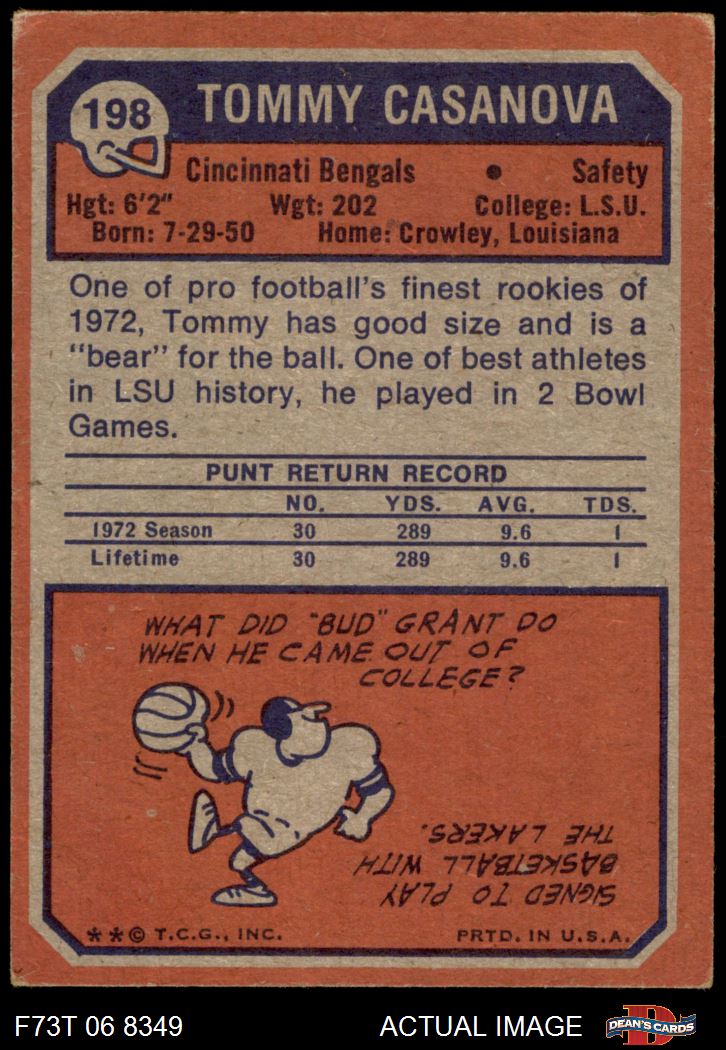 198
TOMMY CASANOVA
Cincinnati Bengals • Safety
Hgt: 6'2" Wgt: 202 College: L.S.U.
Born: 7-29-50 Home: Crowley, Louisiana
One of pro football's finest rookies of
1972, Tommy has good size and is a
"bear" for the ball. One of best athletes
in LSU history, he played in 2 Bowl
Games.
PUNT RETURN RECORD
NO. YDS. AVG. TDS.
1972 Season 30 289 9.6 1
Lifetime 30 289 9.6 1
WHAT DID "BUD" GRANT DO
WHEN HE CAME OUT OF
COLLEGE?
SIGNED TO PLAY
BASKETBALL WITH
THE LAKERS.
**© T.C.G., INC. PRTD. IN U.S.A.
F73T 06 8349 ACTUAL IMAGE
D
DEAN'S CARDS